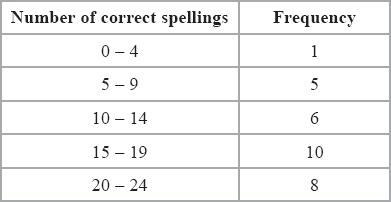 Number of correct spellings Frequency
0 – 4 1
5 – 9 5
10 – 14 6
15 – 19 10
20 – 24 8